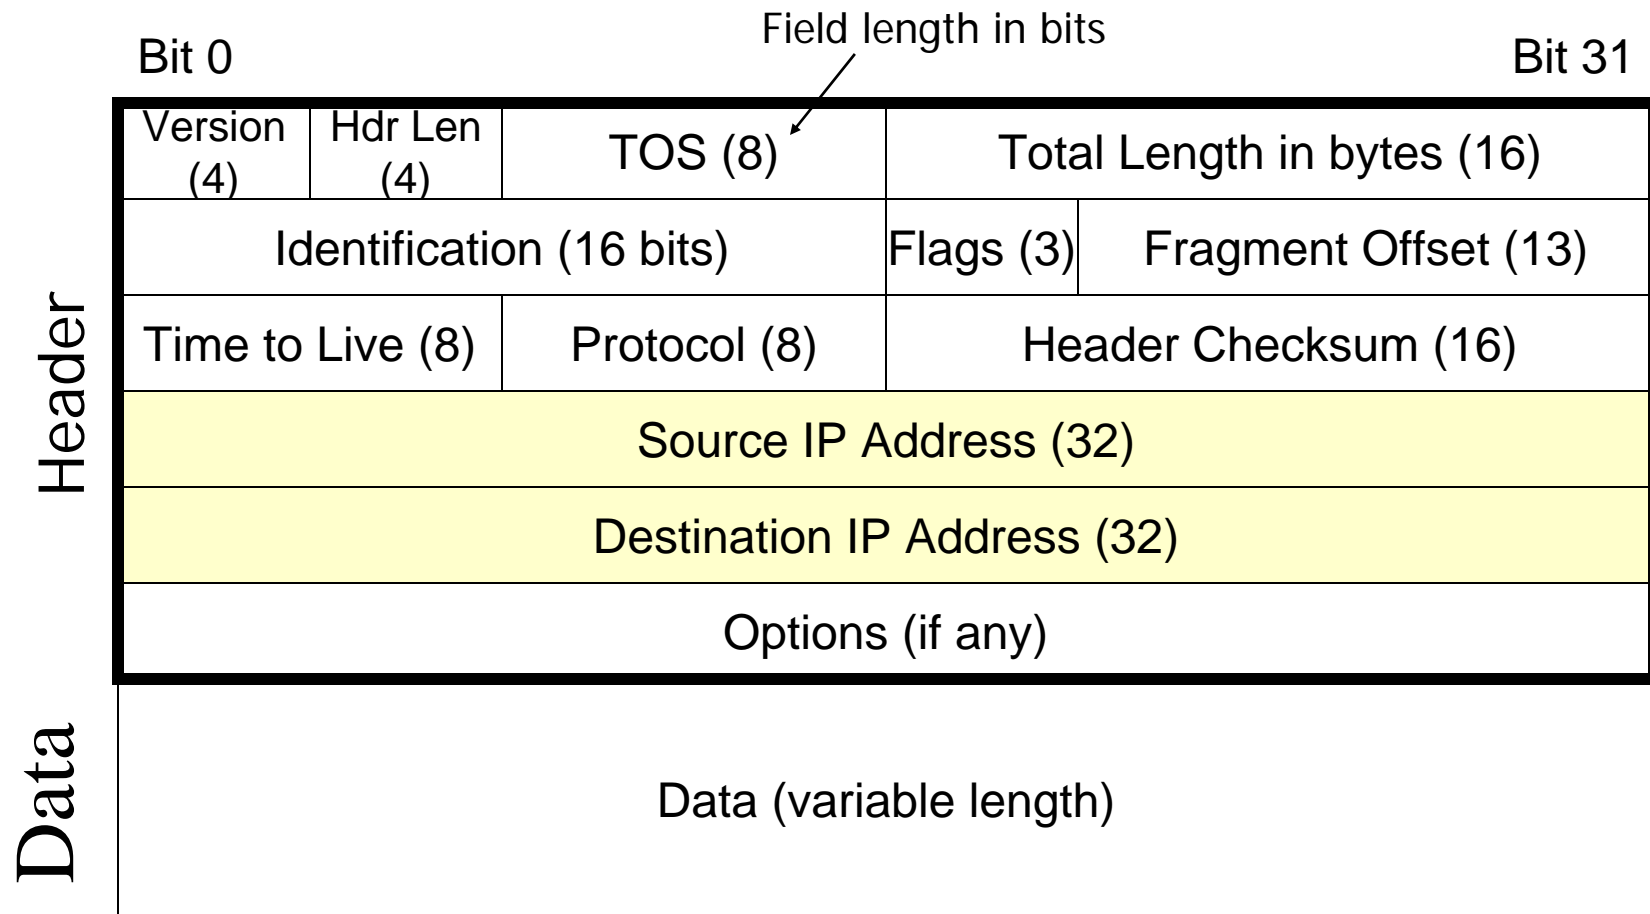 Field length in bits
Bit 0
Bit 31
Version
(4)
Hdr Len
(4)
TOS (8)
Total Length in bytes (16)
Identification (16 bits)
Flags (3)
Fragment Offset (13)
Header
Time to Live (8)
Protocol (8)
Header Checksum (16)
Source IP Address (32)
Destination IP Address (32)
Options (if any)
Data
Data (variable length)